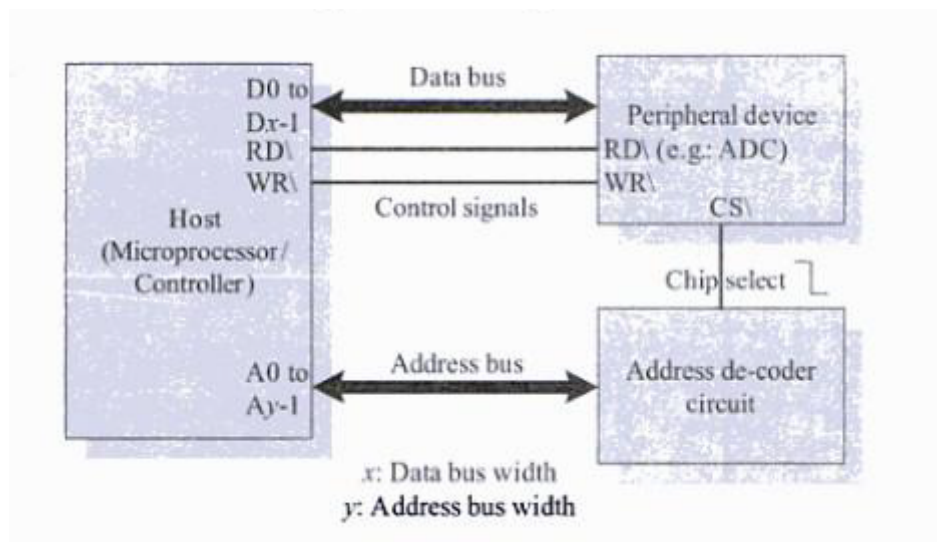 D0 to
Dx-1
RD\
WR\
Host
(Microprocessor/
Controller)
A0 to
Ay-1
Data bus
Control signals
Address bus
Peripheral device
RD\ (e.g.: ADC)
WR\
CS\
Chip select
Address de-coder
circuit
x: Data bus width
y: Address bus width